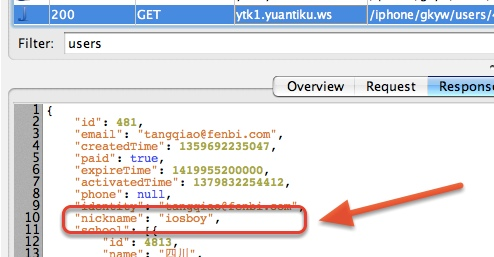 200 GET ytk1.yuantiku.ws /iphone/gkyw/users/
Filter: users
Overview Request Respons
1 {
2 "id": 481,
3 "email": "tangqiao@fenbi.com",
4 "createdTime": 1359692235047,
5 "paid": true,
6 "expireTime": 1419955200000,
7 "activatedTime": 1379832254412,
8 "phone": null,
9 "identity": "tangqiao@fenbi.com",
10 "nickname": "iosboy",
11 "school": [{
12 "id": 4813,
13 "name": "四川",